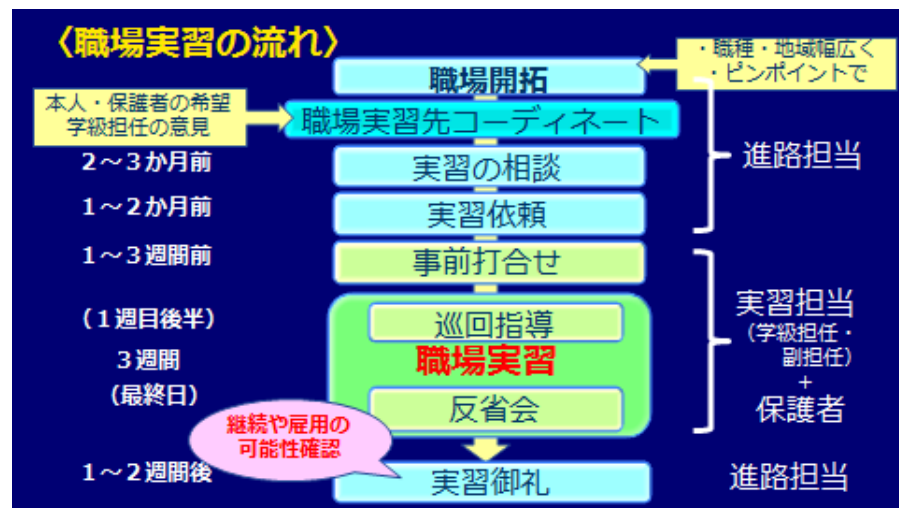 〈職場実習の流れ〉
・職種・地域幅広く
・ピンポイントで
職場開拓
本人・保護者の希望
学級担任の意見
職場実習先コーディネート
進路担当
2～3か月前
実習の相談
1～2か月前
実習依頼
1～3週間前
事前打合せ
(1週目後半)
巡回指導
実習担当
(学級担任・
副担任)
+
保護者
3週間
職場実習
(最終日)
反省会
継続や雇用の
可能性確認
1～2週間後
実習御礼
進路担当